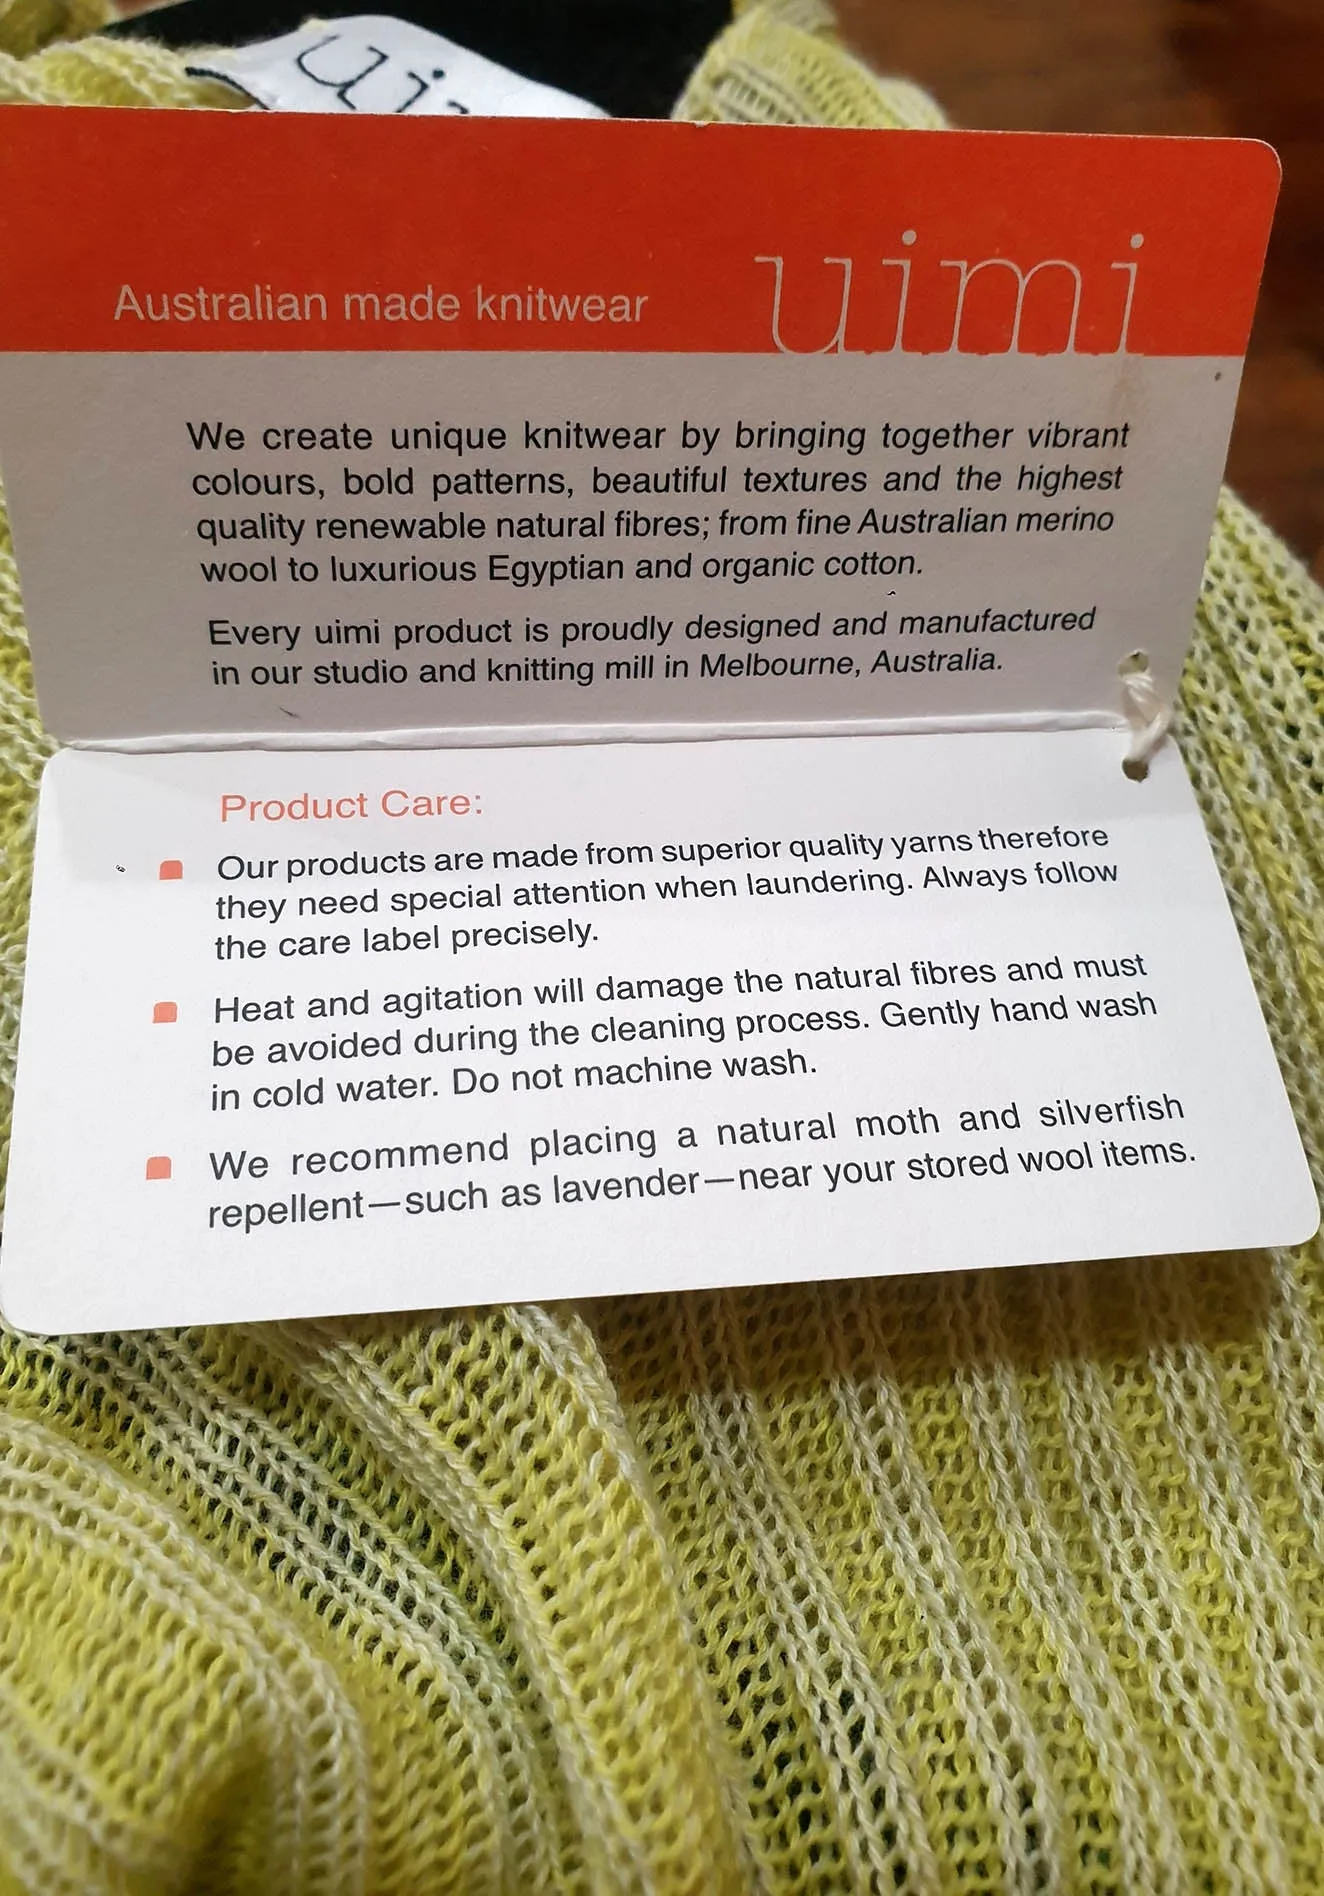 ui
Australian made knitwear
uimi
We create unique knitwear by bringing together vibrant
colours, bold patterns, beautiful textures and the highest
quality renewable natural fibres; from fine Australian merino
wool to luxurious Egyptian and organic cotton.
Every uimi product is proudly designed and manufactured
in our studio and knitting mill in Melbourne, Australia.
Product Care:
Our products are made from superior quality yarns therefore
they need special attention when laundering. Always follow
the care label precisely.
Heat and agitation will damage the natural fibres and must
be avoided during the cleaning process. Gently hand wash
in cold water. Do not machine wash.
We recommend placing a natural moth and silverfish
repellent—such as lavender—near your stored wool items.